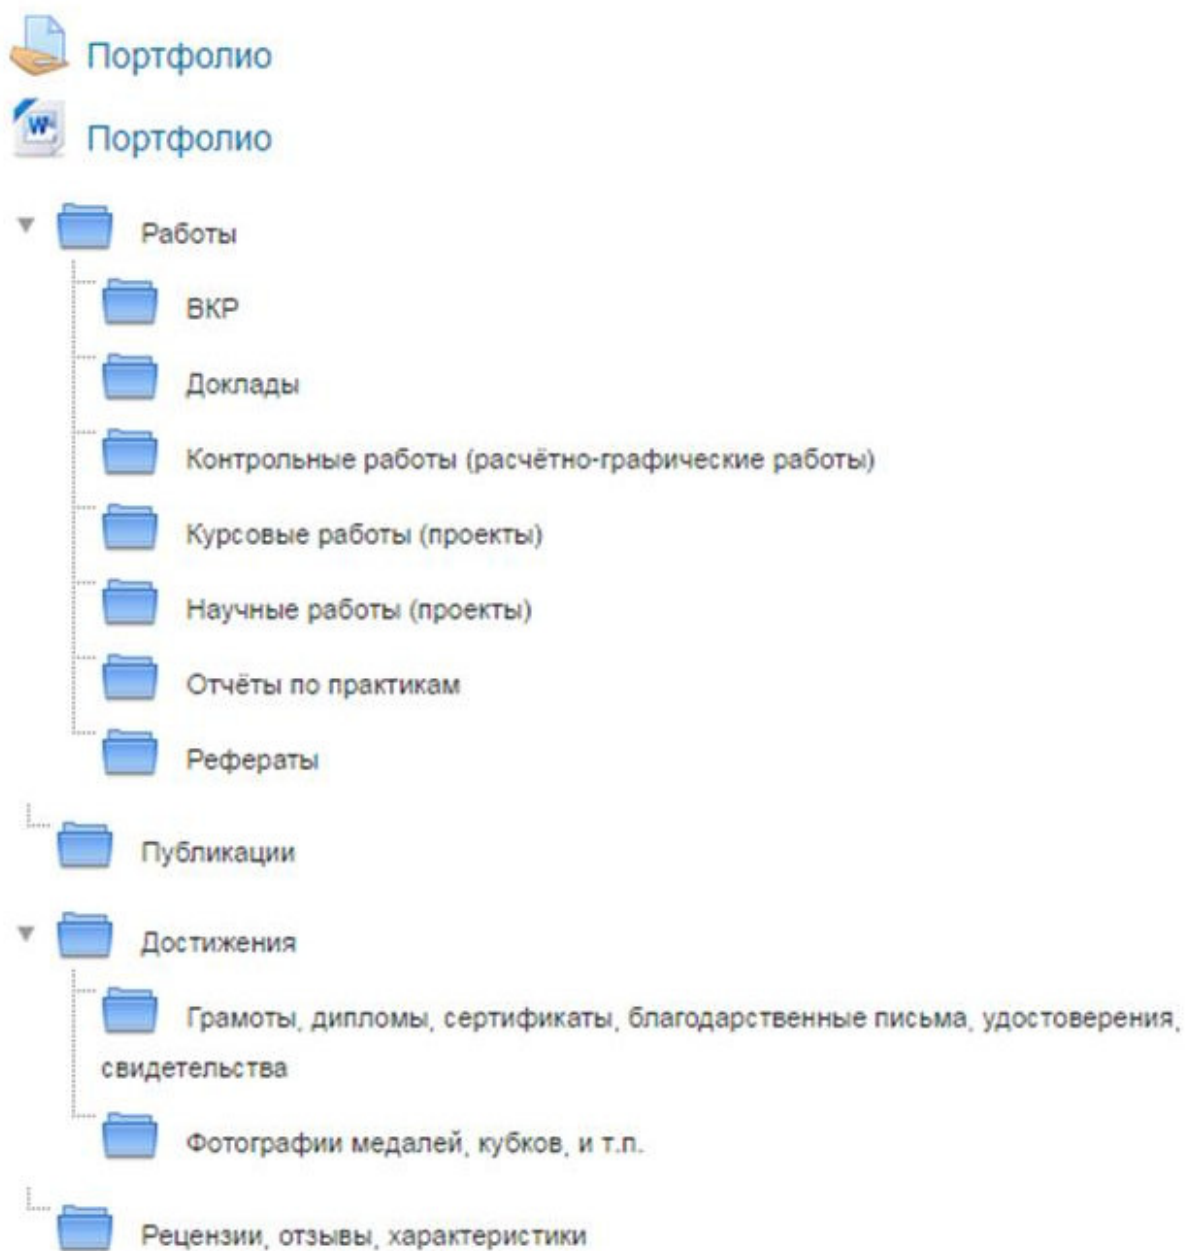 Портфолио
W
Портфолио
Работы
ВКР
Доклады
Контрольные работы (расчётно-графические работы)
Курсовые работы (проекты)
Научные работы (проекты)
Отчёты по практикам
Рефераты
Публикации
Достижения
Грамоты, дипломы, сертификаты, благодарственные письма, удостоверения,
свидетельства
Фотографии медалей, кубков, и т.п.
Рецензии, отзывы, характеристики